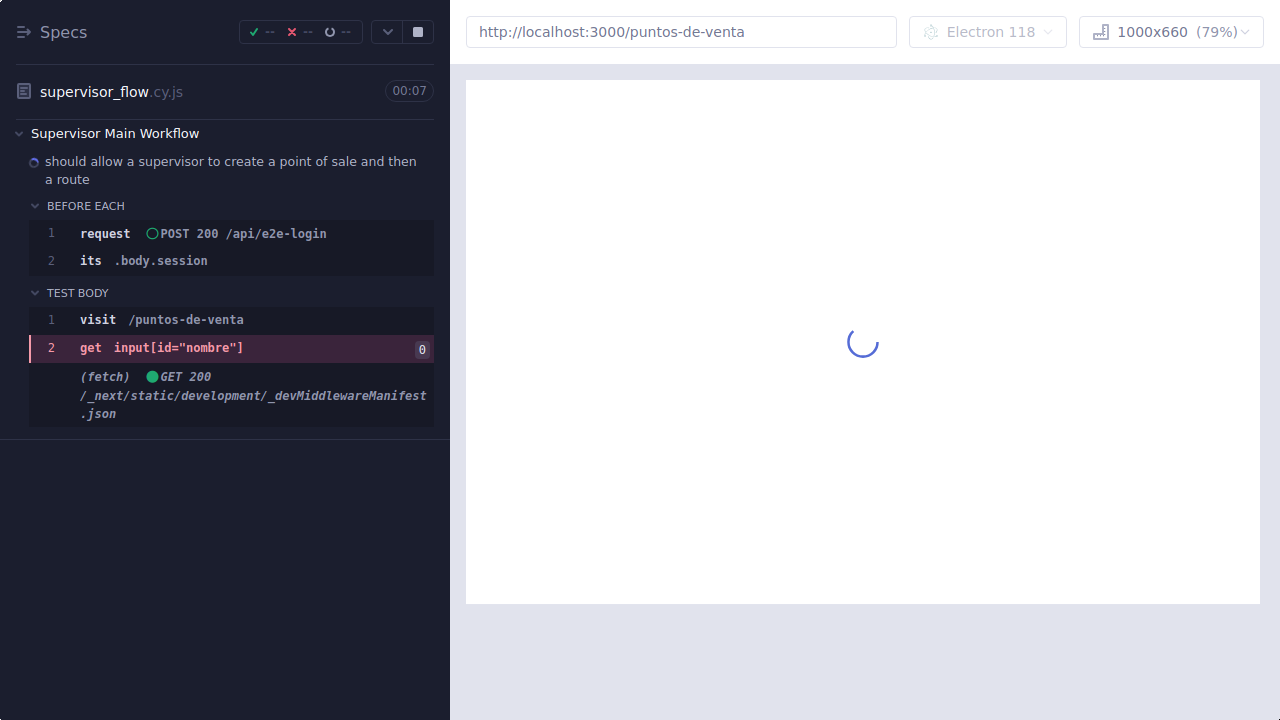 Specs
-- -- --
supervisor_flow.cy.js 00:07
Supervisor Main Workflow
should allow a supervisor to create a point of sale and then
a route
BEFORE EACH
1 request POST 200 /api/e2e-login
2 its .body.session
TEST BODY
1 visit /puntos-de-venta
2 get input[id="nombre"] 0
(fetch) GET 200
/_next/static/development/_devMiddlewareManifest
.json
http://localhost:3000/puntos-de-venta
Electron 118
1000x660 (79%)